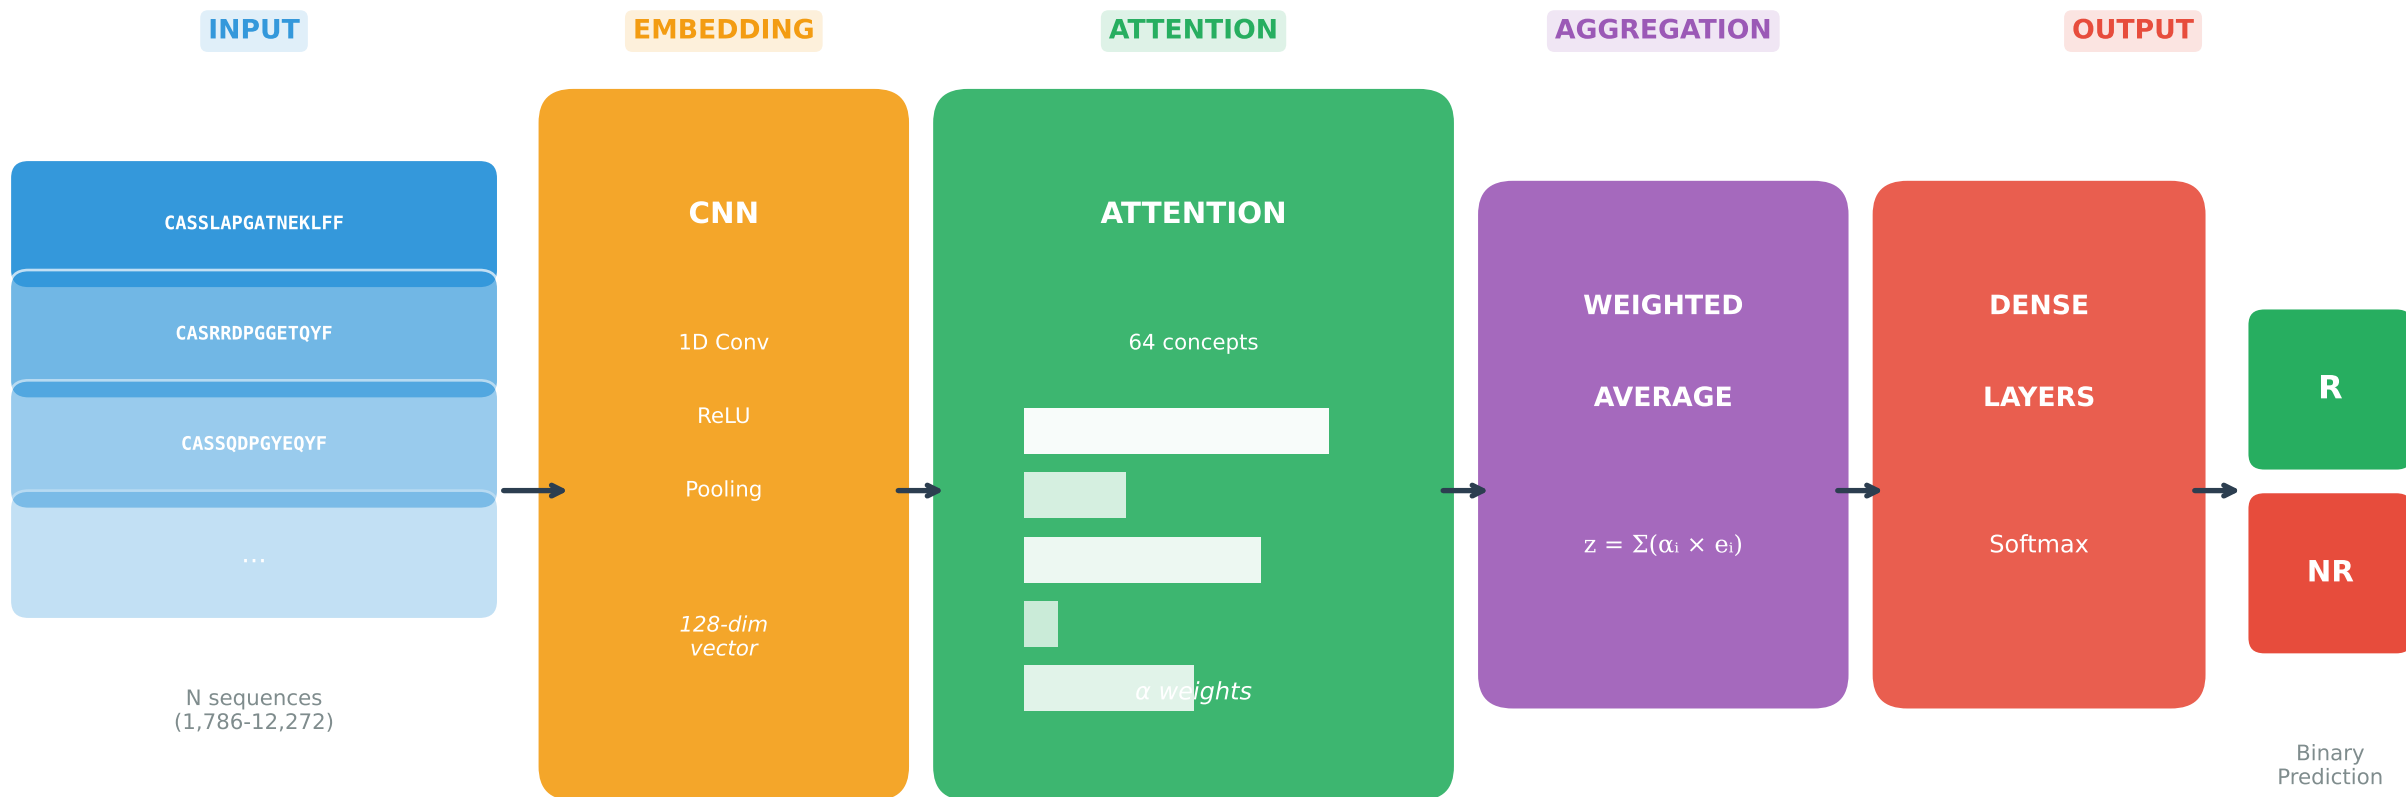 INPUT
EMBEDDING
ATTENTION
AGGREGATION
OUTPUT
CASSLAPGATNEKLFF
CASRRDPGGETQYF
CASSQDPGYEQYF
...
N sequences
(1,786-12,272)
CNN
1D Conv
ReLU
Pooling
128-dim
vector
ATTENTION
64 concepts
α weights
WEIGHTED
AVERAGE
z = Σ(αᵢ × eᵢ)
DENSE
LAYERS
Softmax
R
NR
Binary
Prediction